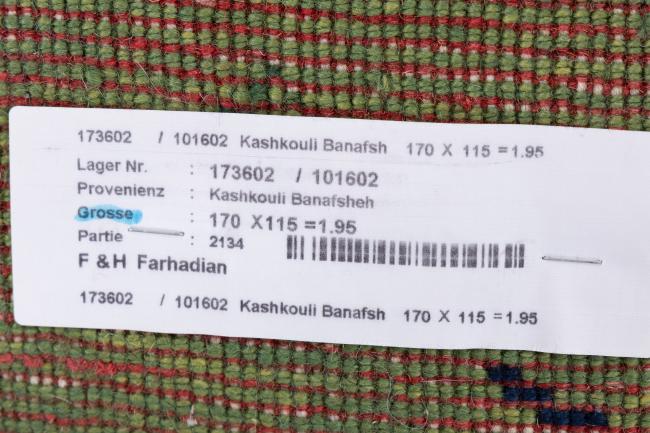 173602 / 101602 Kashkouli Banafsh 170 X 115 =1.95
Lager Nr. : 173602 / 101602
Provenienz : Kashkouli Banafsheh
Grosse : 170 X115 =1.95
Partie : 2134
F & H Farhadian
173602 / 101602 Kashkouli Banafsh 170 X 115 =1.95